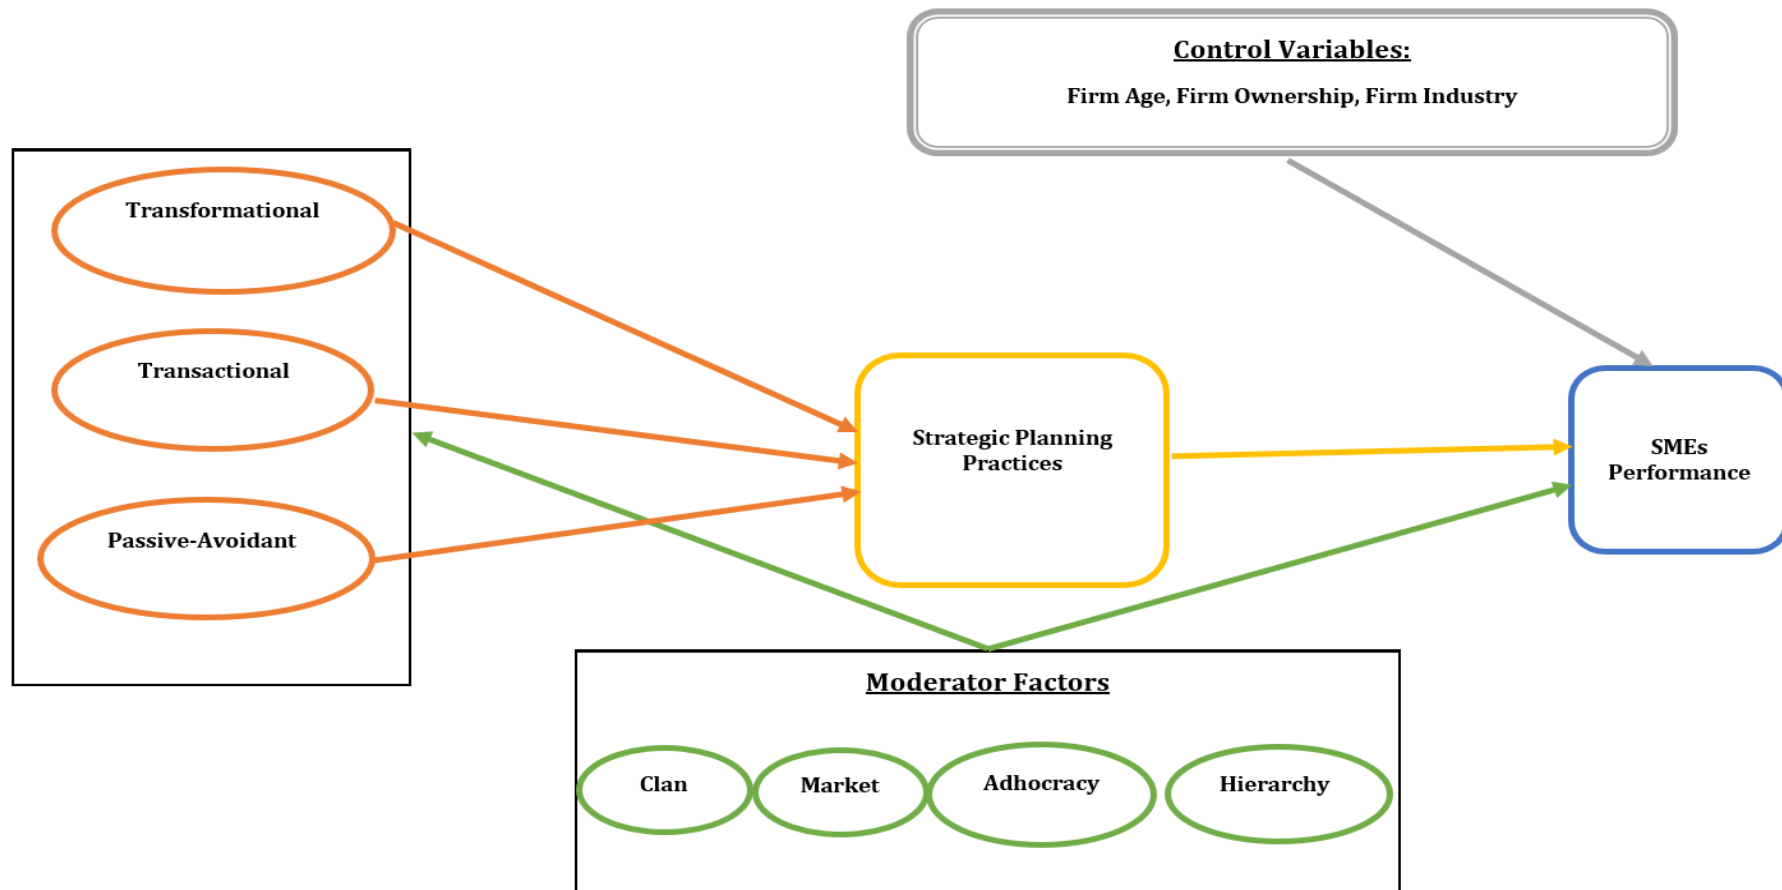 Control Variables:
Firm Age, Firm Ownership, Firm Industry
Transformational
Transactional
Passive-Avoidant
Strategic Planning
Practices
SMEs
Performance
Moderator Factors
Clan
Market
Adhocracy
Hierarchy